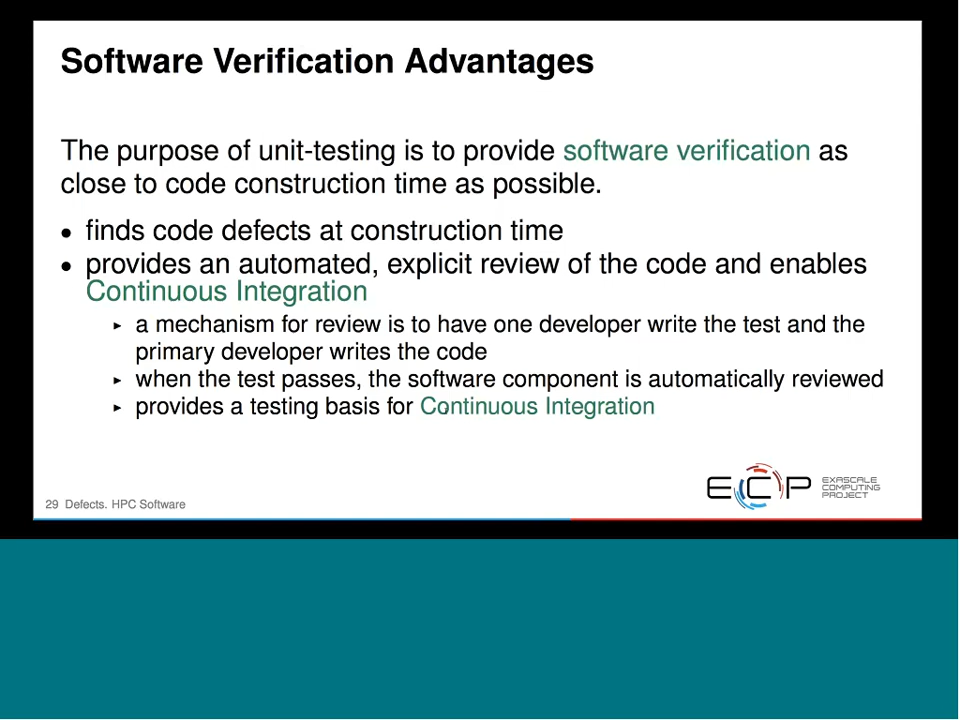 Software Verification Advantages
The purpose of unit-testing is to provide software verification as
close to code construction time as possible.
• finds code defects at construction time
• provides an automated, explicit review of the code and enables
Continuous Integration
▸ a mechanism for review is to have one developer write the test and the
primary developer writes the code
▸ when the test passes, the software component is automatically reviewed
▸ provides a testing basis for Continuous Integration
29 Defects. HPC Software
ECP
EXASCALE
COMPUTING
PROJECT